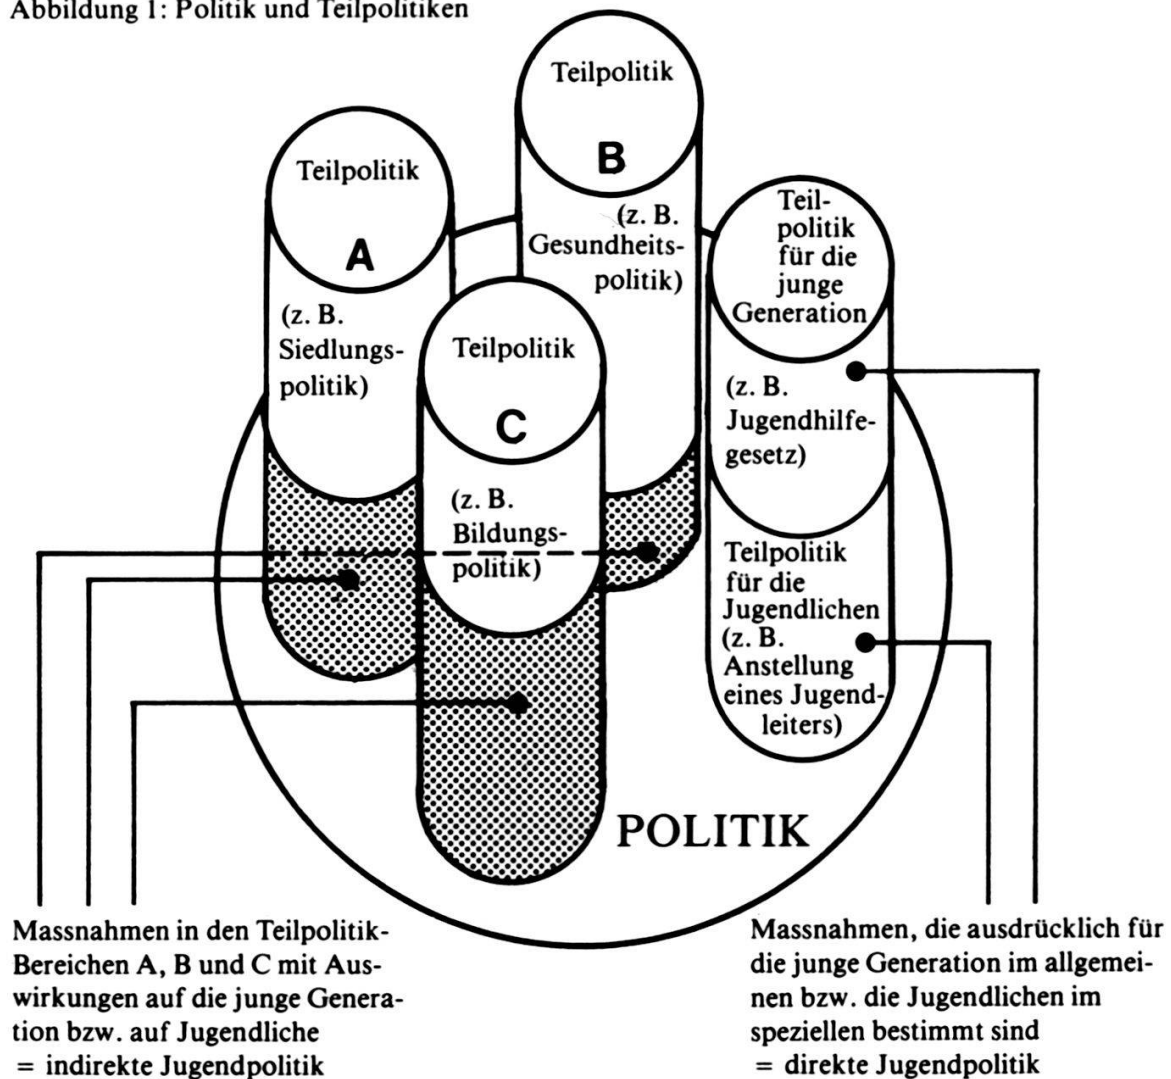 Abbildung 1: Politik und Teilpolitiken
Teilpolitik
B
(z. B.
Gesundheits-
politik)
Teilpolitik
A
(z. B.
Siedlungs-
politik)
Teilpolitik
C
(z. B.
Bildungs-
politik)
Teil-
politik
für die
junge
Generation
(z. B.
Jugendhilfe-
gesetz)
Teilpolitik
für die
Jugendlichen
(z. B.
Anstellung
eines Jugend-
leiters)
POLITIK
Massnahmen in den Teilpolitik-
Bereichen A, B und C mit Aus-
wirkungen auf die junge Genera-
tion bzw. auf Jugendliche
= indirekte Jugendpolitik
Massnahmen, die ausdrücklich für
die junge Generation im allgemei-
nen bzw. die Jugendlichen im
speziellen bestimmt sind
= direkte Jugendpolitik